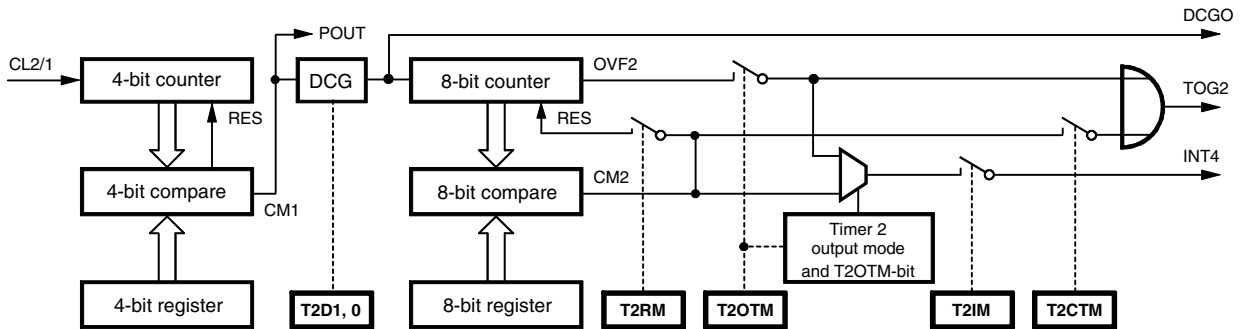 DCGO
POUT
CL2/1
4-bit counter
DCG
8-bit counter
OVF2
TOG2
RES
RES
INT4
4-bit compare
CM1
8-bit compare
CM2
Timer 2
output mode
and T2OTM-bit
4-bit register
T2D1, 0
8-bit register
T2RM
T2OTM
T2IM
T2CTM